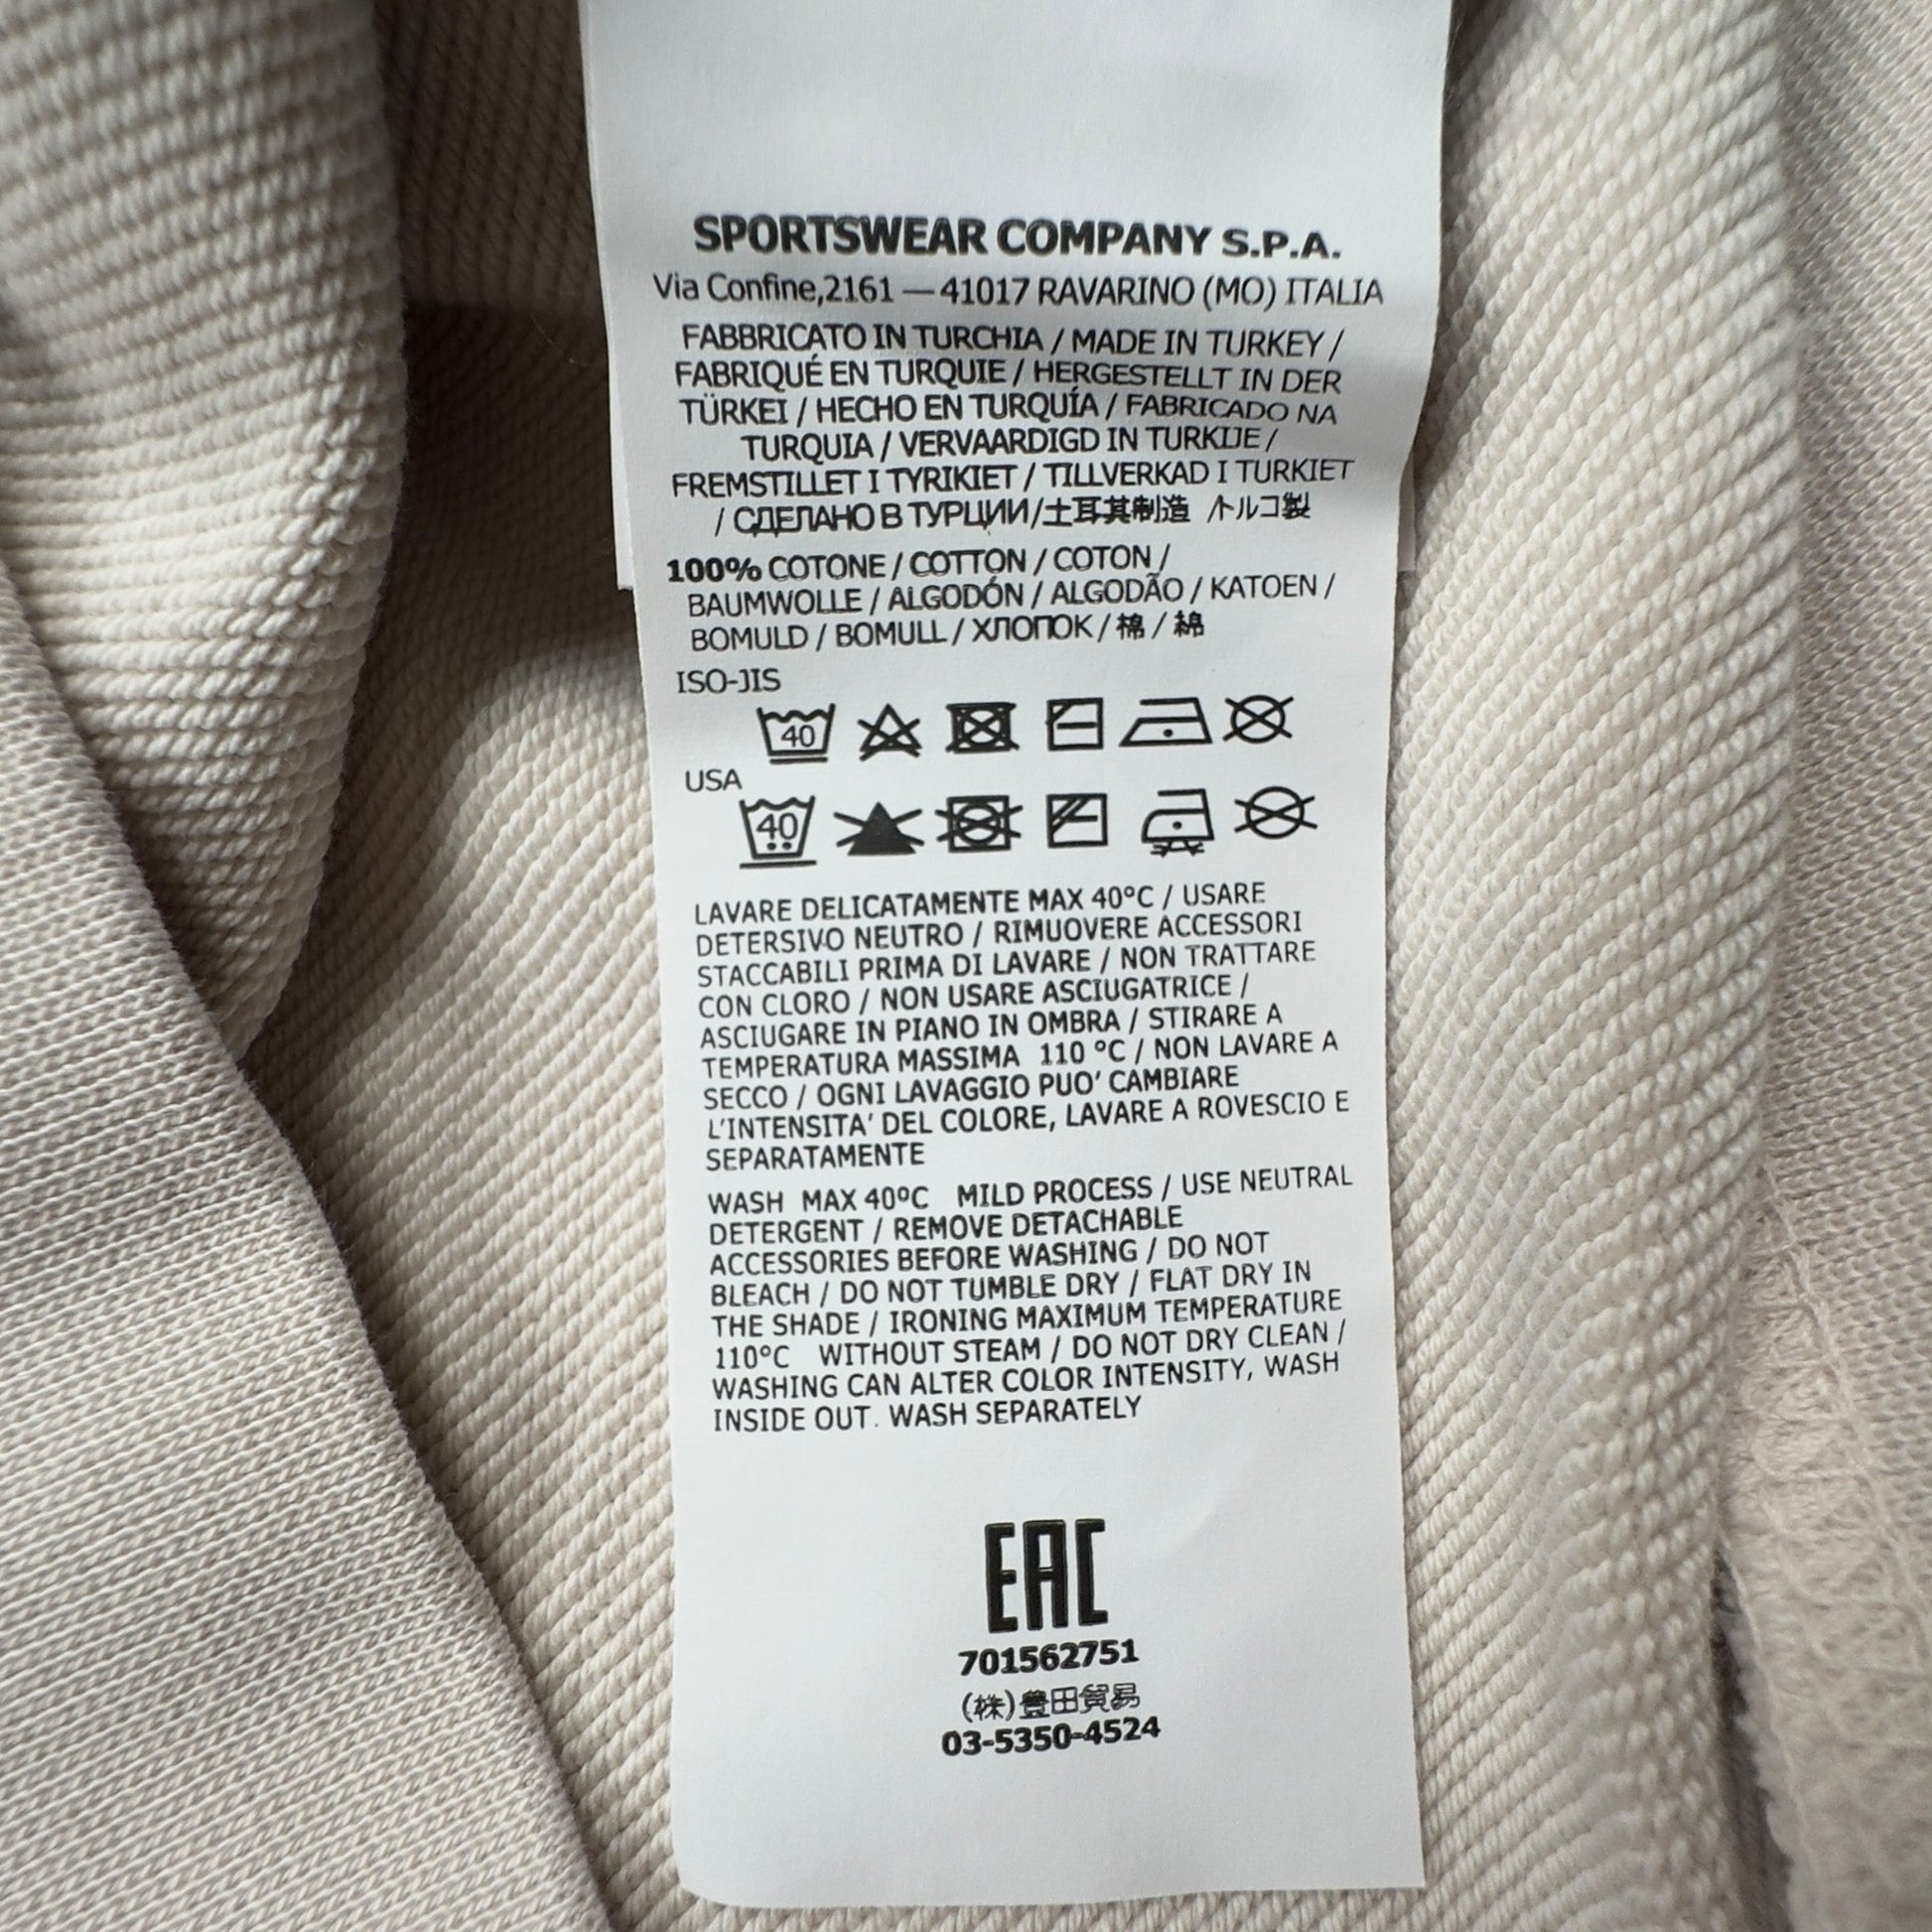 SPORTSWEAR COMPANY S.P.A.
Via Confine,2161 — 41017 RAVARINO (MO) ITALIA
FABBRICATO IN TURCHIA / MADE IN TURKEY /
FABRIQUÉ EN TURQUIE / HERGESTELLT IN DER
TÜRKEI / HECHO EN TURQUÍA / FABRICADO NA
TURQUIA / VERVAARDIGD IN TURKIJE /
FREMSTILLET I TYRIKIET / TILLVERKAD I TURKIET
/ СДЕЛАНО В ТУРЦИИ/土耳其制造 /トルコ製
100% COTONE / COTTON / COTON /
BAUMWOLLE / ALGODÓN / ALGODÃO / KATOEN /
BOMULD / BOMULL / ХЛОПОК / 棉 / 綿
ISO-JIS
40
USA
40
LAVARE DELICATAMENTE MAX 40°C / USARE
DETERSIVO NEUTRO / RIMUOVERE ACCESSORI
STACCABILI PRIMA DI LAVARE / NON TRATTARE
CON CLORO / NON USARE ASCIUGATRICE /
ASCIUGARE IN PIANO IN OMBRA / STIRARE A
TEMPERATURA MASSIMA 110 °C / NON LAVARE A
SECCO / OGNI LAVAGGIO PUO' CAMBIARE
L'INTENSITA' DEL COLORE, LAVARE A ROVESCIO E
SEPARATAMENTE
WASH MAX 40°C MILD PROCESS / USE NEUTRAL
DETERGENT / REMOVE DETACHABLE
ACCESSORIES BEFORE WASHING / DO NOT
BLEACH / DO NOT TUMBLE DRY / FLAT DRY IN
THE SHADE / IRONING MAXIMUM TEMPERATURE
110°C WITHOUT STEAM / DO NOT DRY CLEAN /
WASHING CAN ALTER COLOR INTENSITY, WASH
INSIDE OUT. WASH SEPARATELY
EAC
701562751
(株)豊田貿易
03-5350-4524